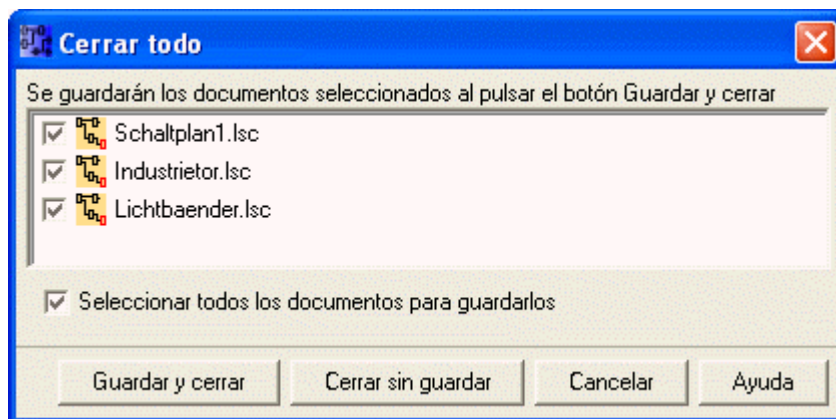 Cerrar todo
Se guardarán los documentos seleccionados al pulsar el botón Guardar y cerrar
Schaltplan1.lsc
Industrietor.lsc
Lichtbaender.lsc
Seleccionar todos los documentos para guardarlos
Guardar y cerrar Cerrar sin guardar Cancelar Ayuda